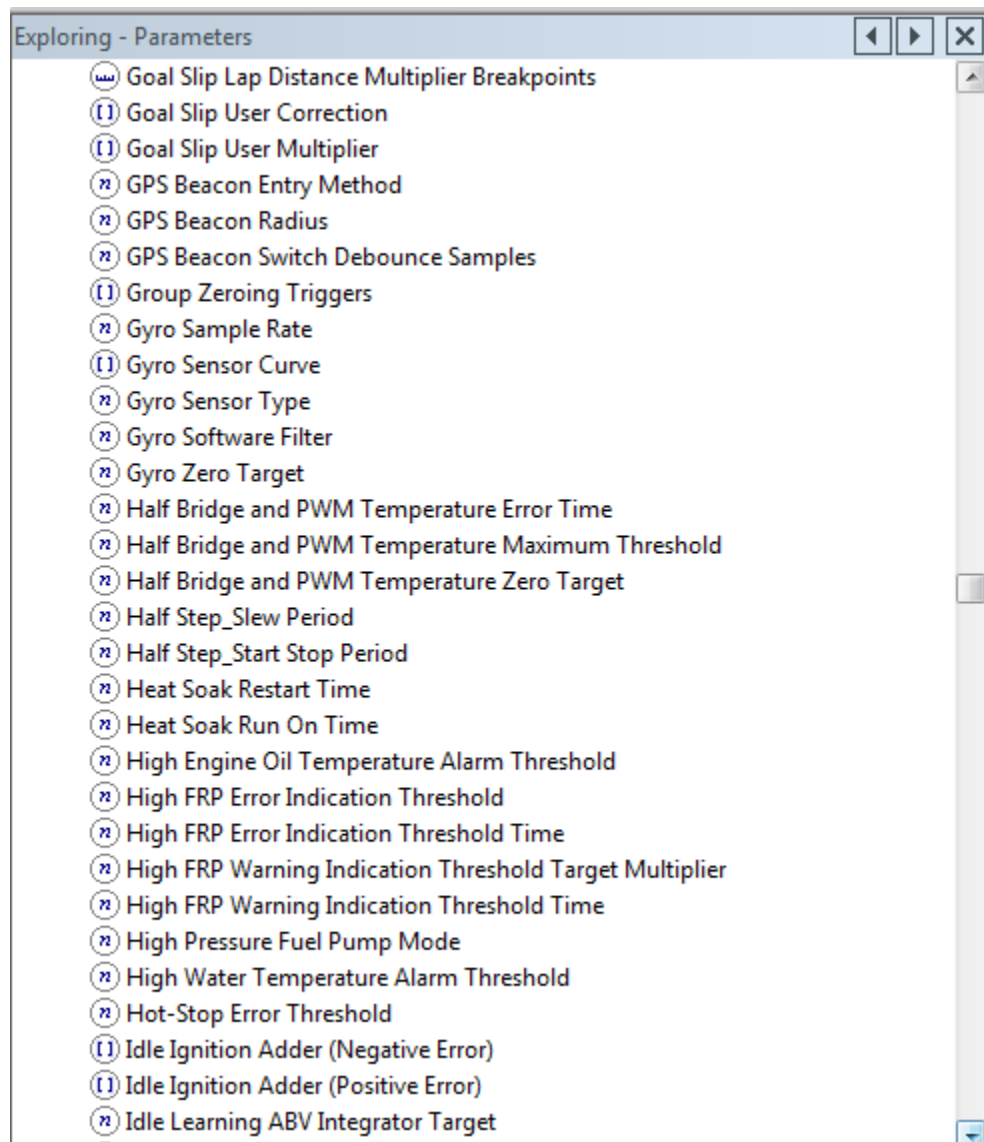 Exploring - Parameters
Goal Slip Lap Distance Multiplier Breakpoints
[ ] Goal Slip User Correction
[ ] Goal Slip User Multiplier
n GPS Beacon Entry Method
n GPS Beacon Radius
n GPS Beacon Switch Debounce Samples
[ ] Group Zeroing Triggers
n Gyro Sample Rate
[ ] Gyro Sensor Curve
n Gyro Sensor Type
n Gyro Software Filter
n Gyro Zero Target
n Half Bridge and PWM Temperature Error Time
n Half Bridge and PWM Temperature Maximum Threshold
n Half Bridge and PWM Temperature Zero Target
n Half Step_Slew Period
n Half Step_Start Stop Period
n Heat Soak Restart Time
n Heat Soak Run On Time
n High Engine Oil Temperature Alarm Threshold
n High FRP Error Indication Threshold
n High FRP Error Indication Threshold Time
n High FRP Warning Indication Threshold Target Multiplier
n High FRP Warning Indication Threshold Time
n High Pressure Fuel Pump Mode
n High Water Temperature Alarm Threshold
n Hot-Stop Error Threshold
[ ] Idle Ignition Adder (Negative Error)
[ ] Idle Ignition Adder (Positive Error)
n Idle Learning ABV Integrator Target